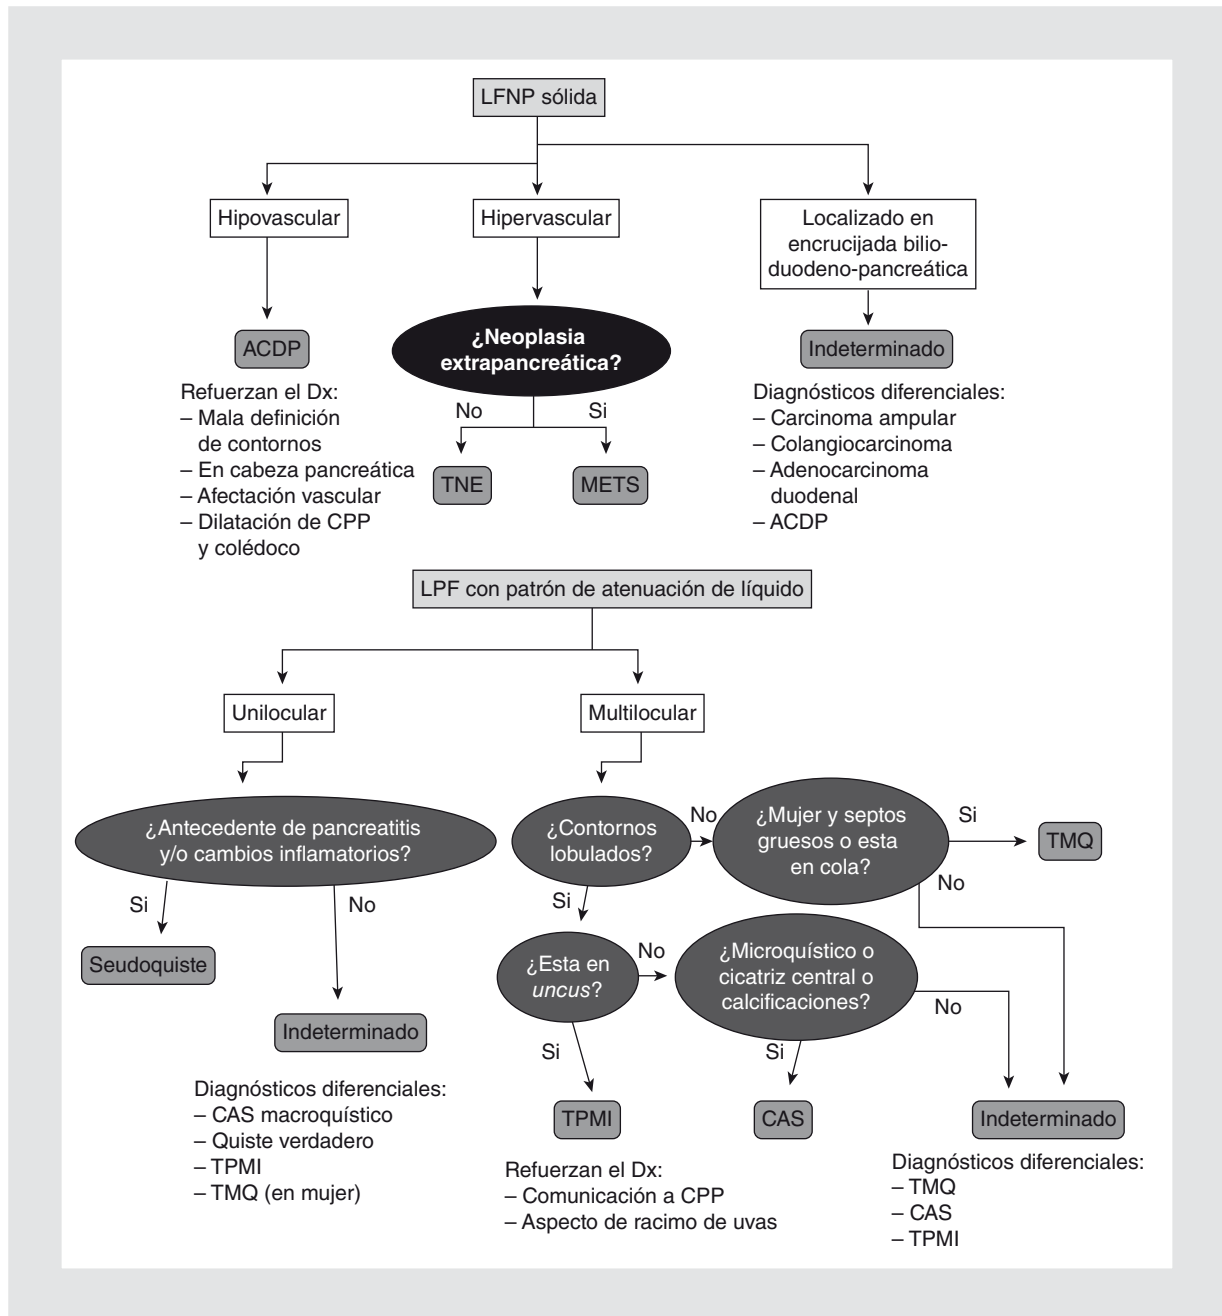 LFNP sólida
Hipovascular
Hipervascular
Localizado en
encrucijada bilio-
duodeno-pancreática
ACDP
¿Neoplasia
extrapancreática?
Indeterminado
Refuerzan el Dx:
– Mala definición
de contornos
– En cabeza pancreática
– Afectación vascular
– Dilatación de CPP
y colédoco
No
Si
TNE
METS
Diagnósticos diferenciales:
– Carcinoma ampular
– Colangiocarcinoma
– Adenocarcinoma
duodenal
– ACDP
LPF con patrón de atenuación de líquido
Unilocular
Multilocular
¿Antecedente de pancreatitis
y/o cambios inflamatorios?
¿Contornos
lobulados?
No
¿Mujer y septos
gruesos o esta
en cola?
Si
TMQ
Si
No
Si
No
Seudoquiste
¿Esta en
uncus?
No
¿Microquístico o
cicatriz central o
calcificaciones?
No
Indeterminado
Si
Si
Diagnósticos diferenciales:
– CAS macroquístico
– Quiste verdadero
– TPMI
– TMQ (en mujer)
TPMI
CAS
Indeterminado
Refuerzan el Dx:
– Comunicación a CPP
– Aspecto de racimo de uvas
Diagnósticos diferenciales:
– TMQ
– CAS
– TPMI